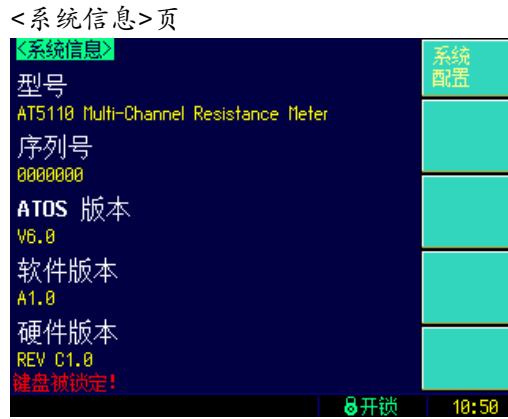 <系统信息>页
<系统信息>
系统
配置
型号
AT5110 Multi-Channel Resistance Meter
序列号
0000000
ATOS 版本
V6.0
软件版本
A1.0
硬件版本
REV C1.0
键盘被锁定!
开锁 10:50